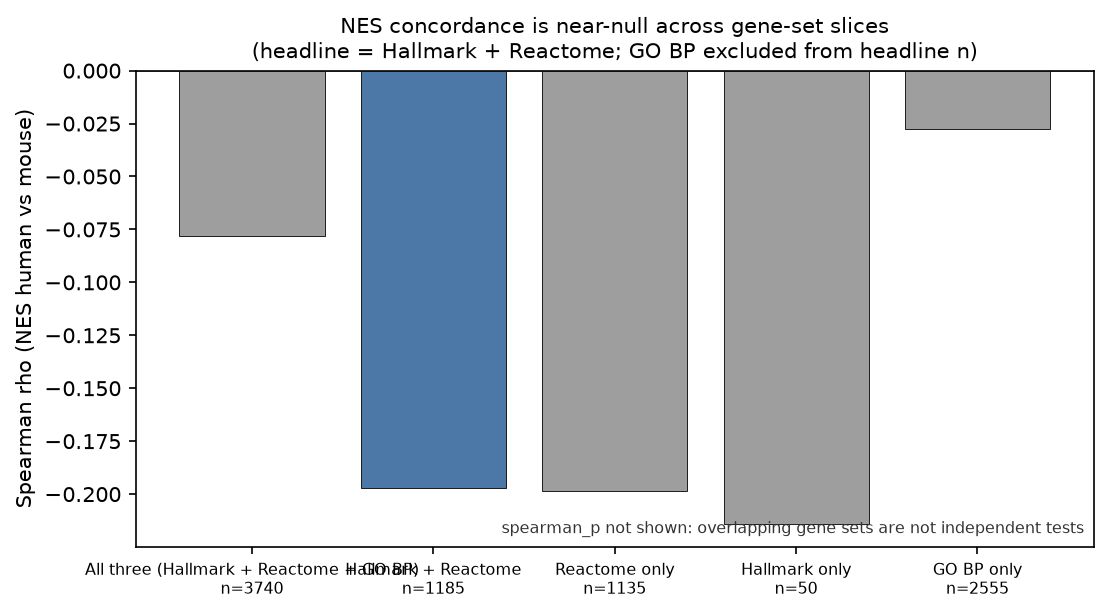 NES concordance is near-null across gene-set slices
(headline = Hallmark + Reactome; GO BP excluded from headline n)
Spearman rho (NES human vs mouse)
0.000
−0.025
−0.050
−0.075
−0.100
−0.125
−0.150
−0.175
−0.200
spearman_p not shown: overlapping gene sets are not independent tests
All three (Hallmark + Reactome + GO BP)
n=3740
Hallmark + Reactome
n=1185
Reactome only
n=1135
Hallmark only
n=50
GO BP only
n=2555